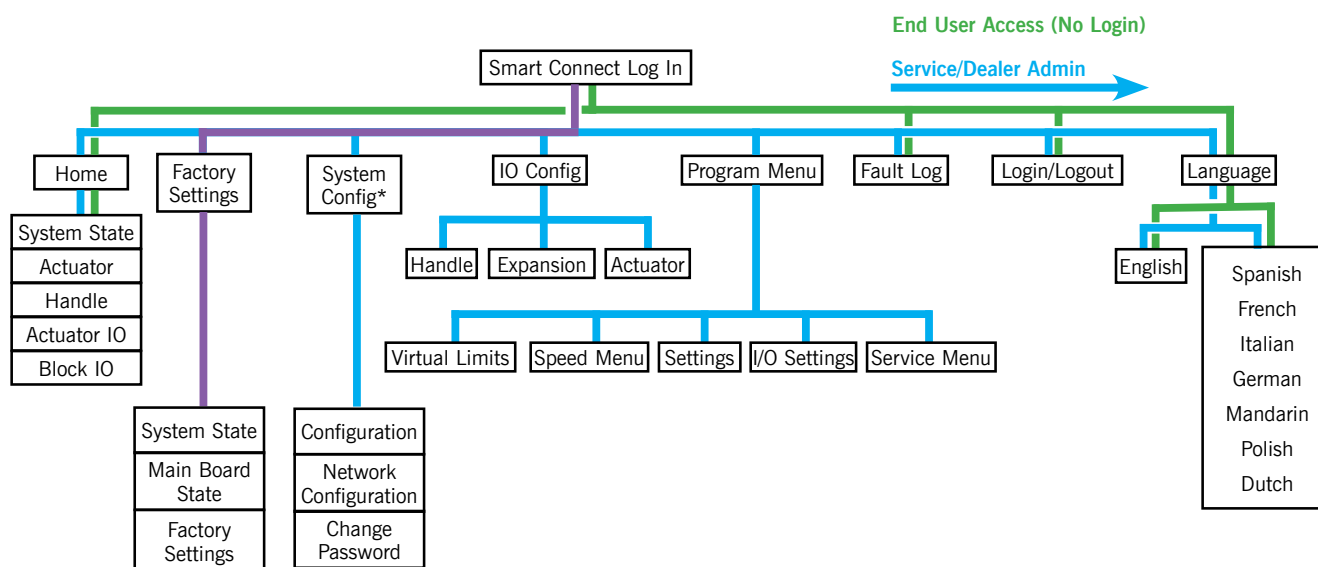 End User Access (No Login)
Smart Connect Log In
Service/Dealer Admin
Home
Factory
Settings
System
Config*
IO Config
Program Menu
Fault Log
Login/Logout
Language
System State
Actuator
Handle
Actuator IO
Block IO
Handle
Expansion
Actuator
English
Spanish
French
Italian
German
Mandarin
Polish
Dutch
Virtual Limits
Speed Menu
Settings
I/O Settings
Service Menu
System State
Main Board
State
Factory
Settings
Configuration
Network
Configuration
Change
Password